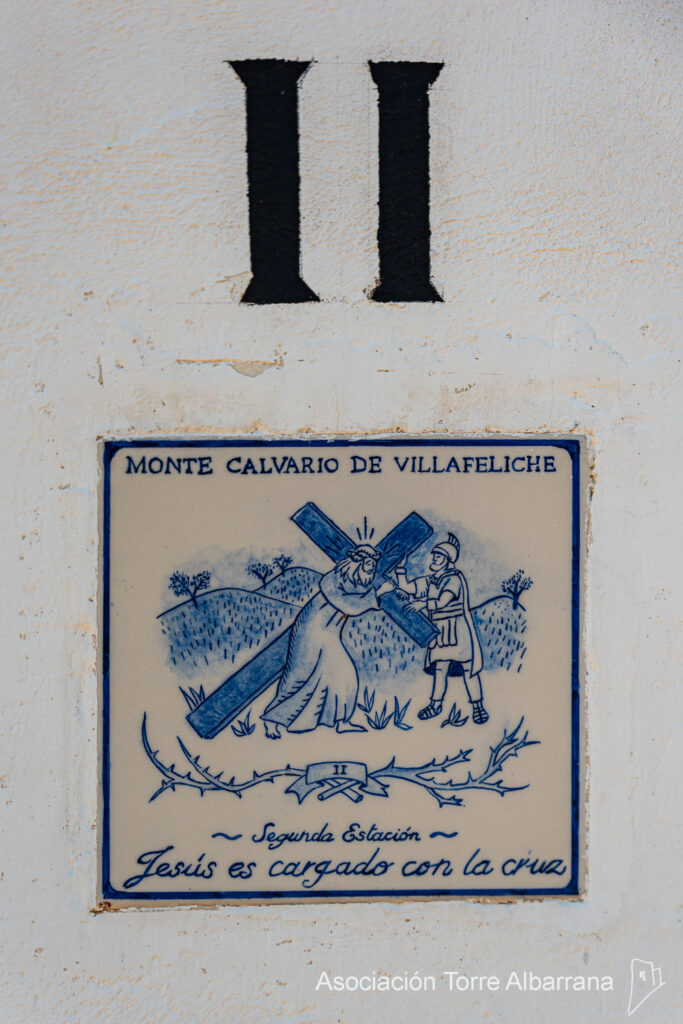 II
MONTE CALVARIO DE VILLAFELICHE
II
~ Segunda Estación ~
Jesús es cargado con la cruz
Asociación Torre Albarrana